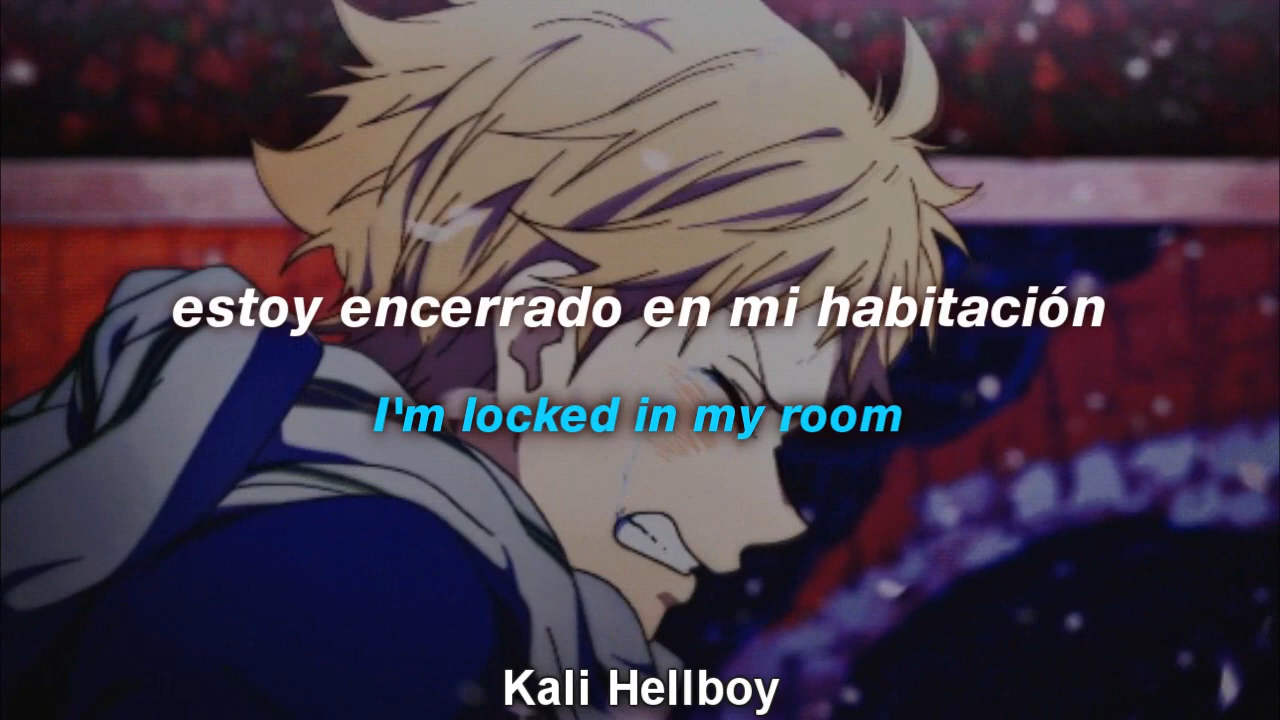 estoy encerrado en mi habitación
I'm locked in my room
Kali Hellboy